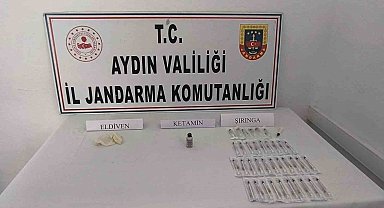 T.C.
AYDIN VALİLİĞİ
İL JANDARMA KOMUTANLIĞI
ELDİVEN
KETAMİN
ŞIRINGA